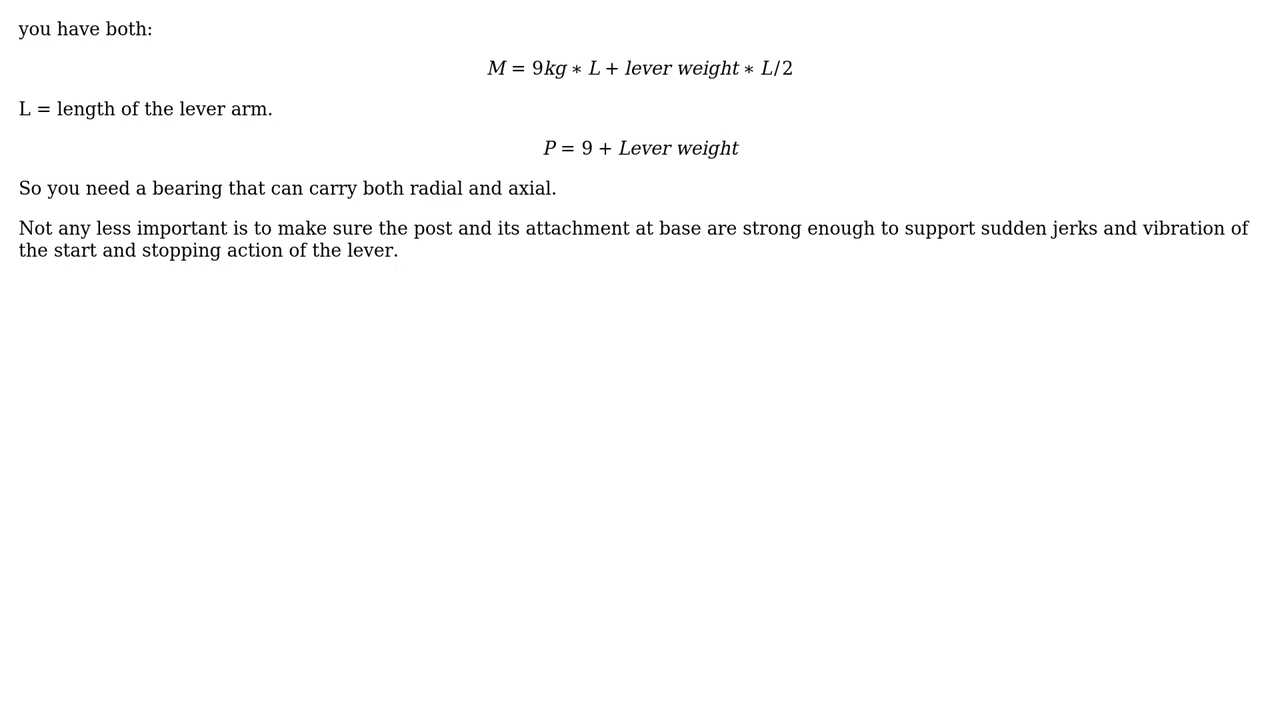 you have both:
M = 9kg ∗ L + lever weight ∗ L/2
L = length of the lever arm.
P = 9 + Lever weight
So you need a bearing that can carry both radial and axial.
Not any less important is to make sure the post and its attachment at base are strong enough to support sudden jerks and vibration of
the start and stopping action of the lever.